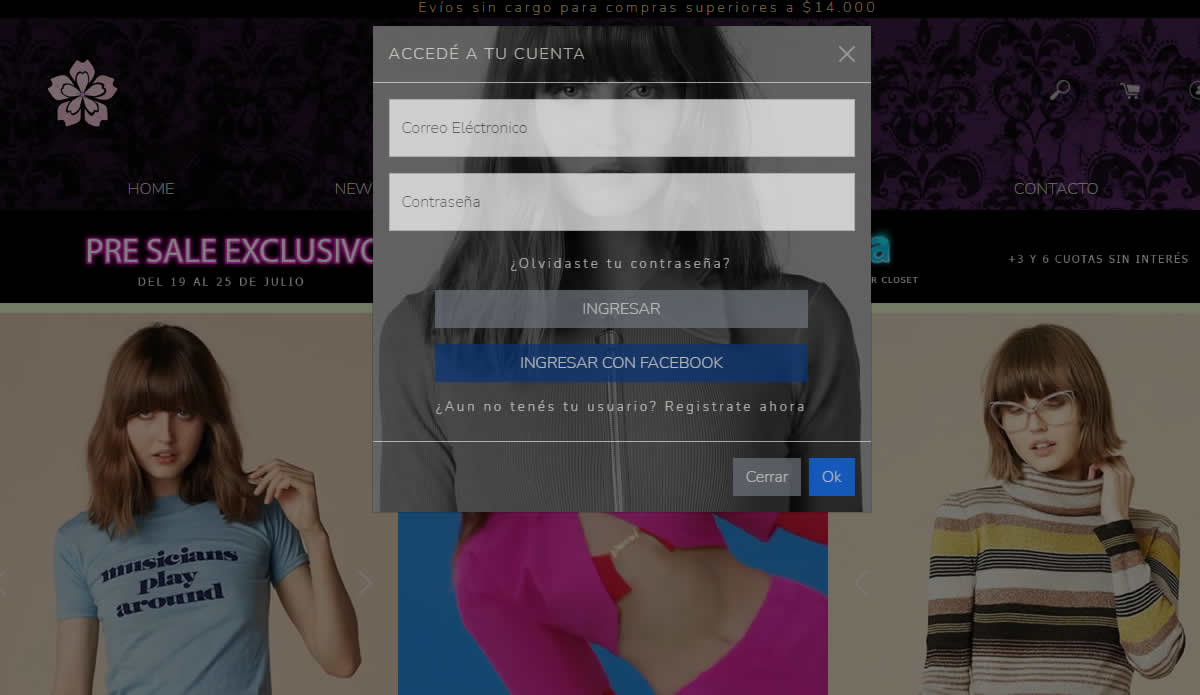 Evíos sin cargo para compras superiores a $14.000
ACCEDÉ A TU CUENTA
Correo Eléctronico
Contraseña
HOME
NEW
CONTACTO
PRE SALE EXCLUSIVO
DEL 19 AL 25 DE JULIO
+3 Y 6 CUOTAS SIN INTERÉS
CLOSET
¿Olvidaste tu contraseña?
INGRESAR
INGRESAR CON FACEBOOK
¿Aun no tenés tu usuario? Registrate ahora
Cerrar
Ok
musicians
play
around